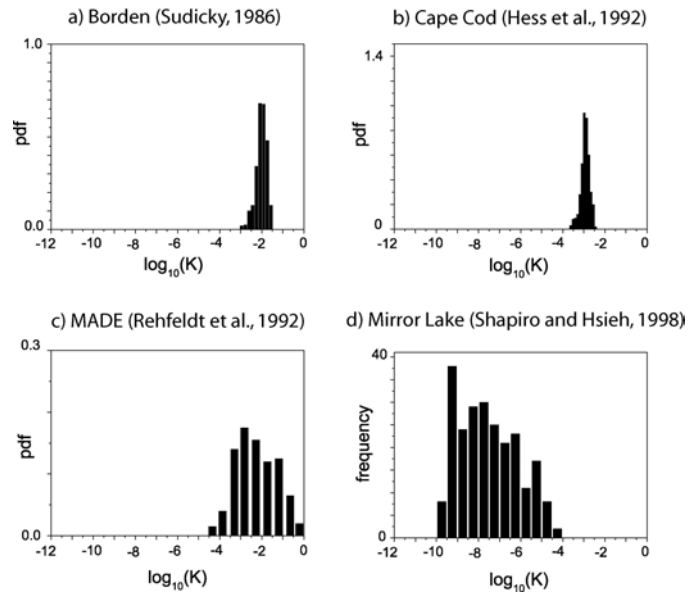 a) Borden (Sudicky, 1986)
1.0
pdf
0.0
-12 -10 -8 -6 -4 -2 0
log10(K)
b) Cape Cod (Hess et al., 1992)
1.4
pdf
0
-12 -10 -8 -6 -4 -2 0
log10(K)
c) MADE (Rehfeldt et al., 1992)
0.3
pdf
0.0
-12 -10 -8 -6 -4 -2 0
log10(K)
d) Mirror Lake (Shapiro and Hsieh, 1998)
40
frequency
0
-12 -10 -8 -6 -4 -2 0
log10(K)